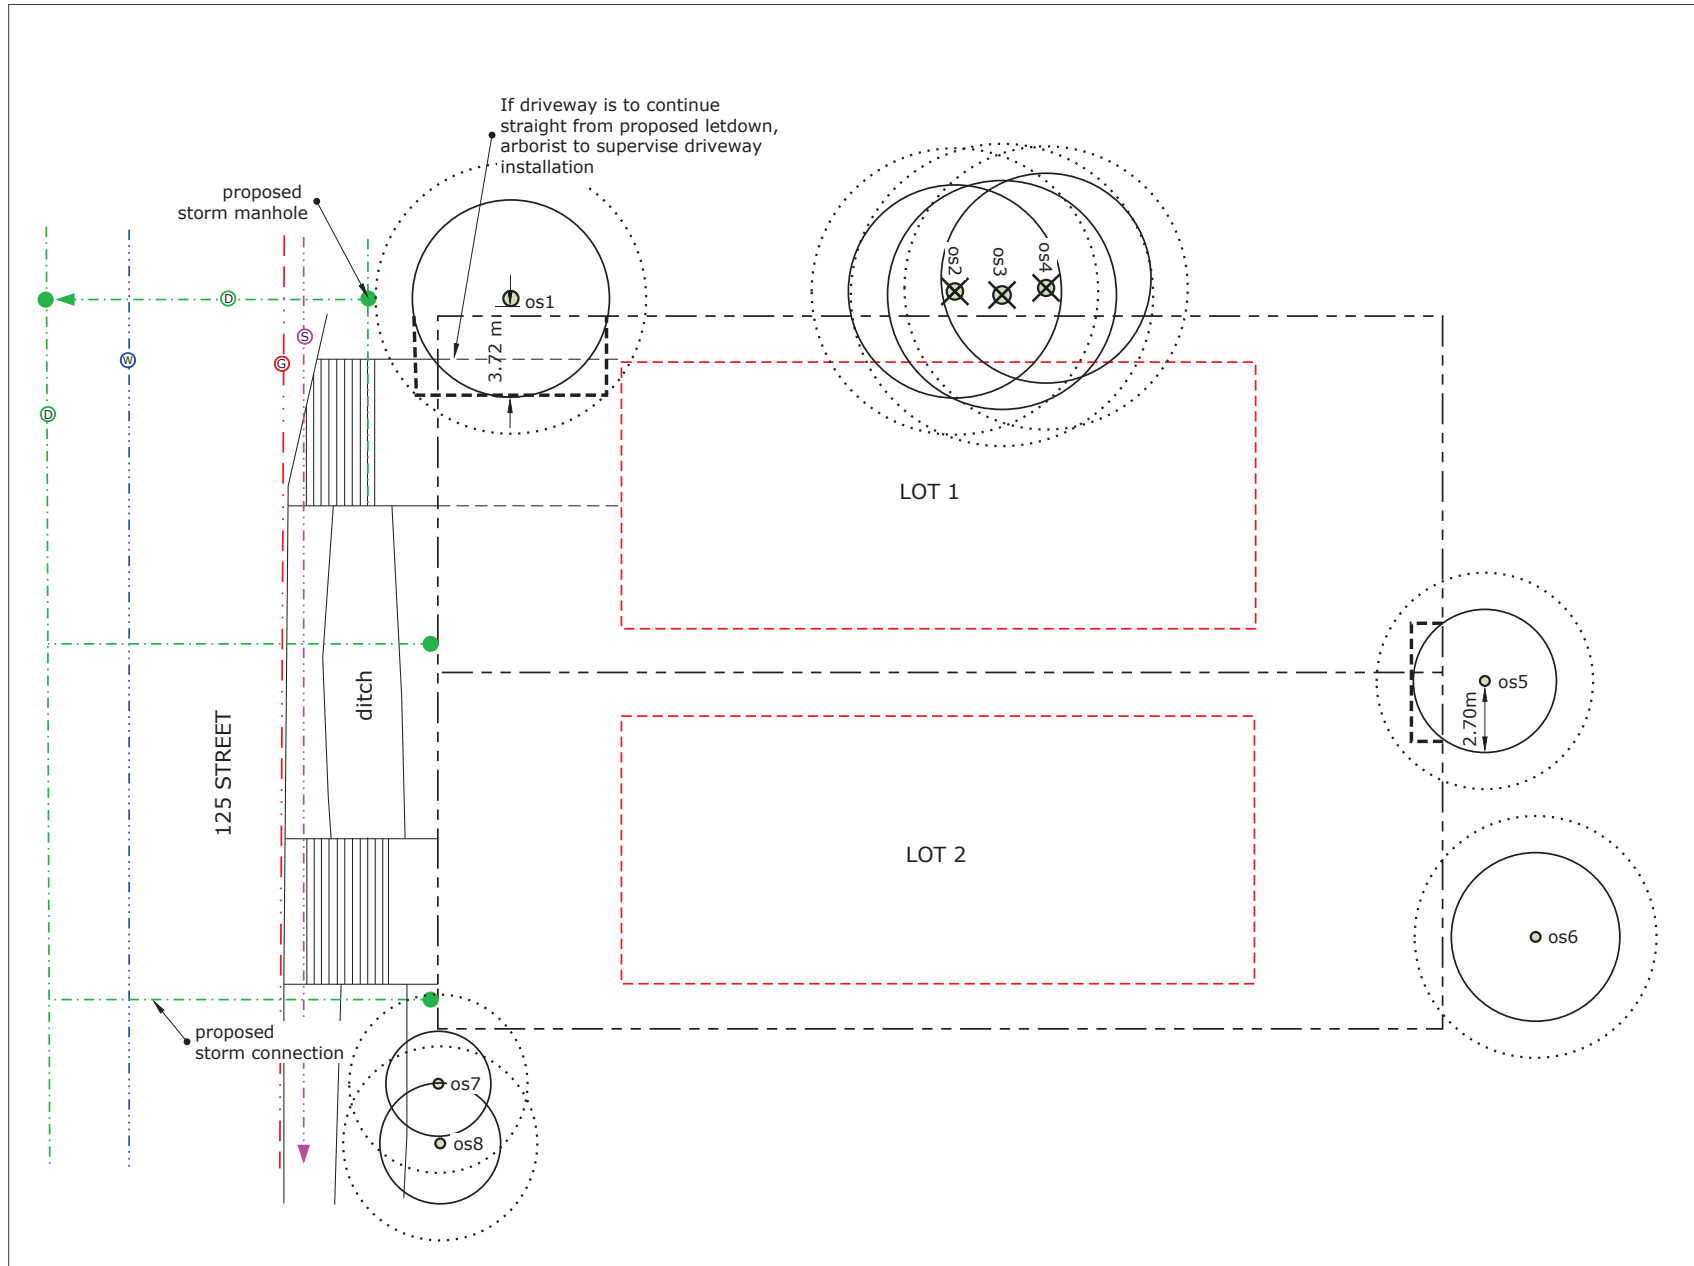 If driveway is to continue
straight from proposed letdown,
arborist to supervise driveway
installation
proposed
storm manhole
os1
3.72 m
os2
os3
os4
D
S
W
G
D
LOT 1
ditch
125 STREET
os5
2.70m
LOT 2
os6
proposed
storm connection
os7
os8